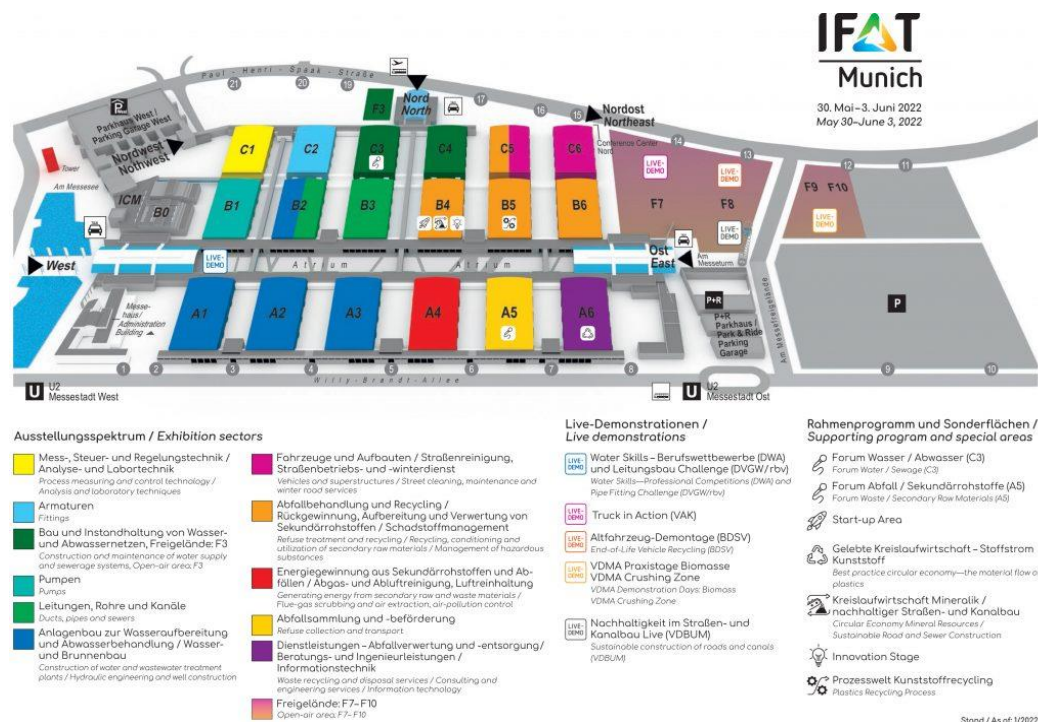 IFAT
Munich
30. Mai–3. Juni 2022
May 30–June 3, 2022
Paul-Henri-Spaak-Straße
21
20
19
17
16
15
14
13
12
11
Parkhaus West /
Parking Garage West
Nordwest
Nothwest
Nord
North
Nordost
Northeast
Conference Center
Nord
Tower
Am Messesee
ICM
B0
F3
C1
C2
C3
C4
C5
C6
B1
B2
B3
B4
B5
B6
F7
F8
F9
F10
LIVE-
DEMO
LIVE-
DEMO
LIVE-
DEMO
LIVE-
DEMO
West
LIVE-
DEMO
Atrium
Atrium
Ost
East
Am
Messeturm
Messe-
haus /
Administration
Building
A1
A2
A3
A4
A5
A6
P+R
P+R
Parkhaus /
Park & Ride
Parking
Garage
P
Am Messefreigelände
1
2
3
4
5
6
7
8
9
10
Willy-Brandt-Allee
U
U2
Messestadt West
U
U2
Messestadt Ost
Ausstellungsspektrum / Exhibition sectors
Mess-, Steuer- und Regelungstechnik /
Analyse- und Labortechnik
Process measuring and control technology /
Analysis and laboratory techniques
Armaturen
Fittings
Bau und Instandhaltung von Wasser-
und Abwassernetzen, Freigelände: F3
Construction and maintenance of water supply
and sewerage systems, Open-air area: F3
Pumpen
Pumps
Leitungen, Rohre und Kanäle
Ducts, pipes and sewers
Anlagenbau zur Wasseraufbereitung
und Abwasserbehandlung / Wasser-
und Brunnenbau
Construction of water and wastewater treatment
plants / Hydraulic engineering and well construction
Fahrzeuge und Aufbauten / Straßenreinigung,
Straßenbetriebs- und -winterdienst
Vehicles and superstructures / Street cleaning, maintenance and
winter road services
Abfallbehandlung und Recycling /
Rückgewinnung, Aufbereitung und Verwertung von
Sekundärrohstoffen / Schadstoffmanagement
Refuse treatment and recycling / Recycling, conditioning and
utilization of secondary raw materials / Management of hazardous
substances
Energiegewinnung aus Sekundärrohstoffen und Ab-
fällen / Abgas- und Abluftreinigung, Luftreinhaltung
Generating energy from secondary raw and waste materials /
Flue-gas scrubbing and air extraction, air-pollution control
Abfallsammlung und -beförderung
Refuse collection and transport
Dienstleistungen – Abfallverwertung und -entsorgung /
Beratungs- und Ingenieurleistungen /
Informationstechnik
Waste recycling and disposal services / Consulting and
engineering services / Information technology
Freigelände: F7–F10
Open-air area: F7–F10
Live-Demonstrationen /
Live demonstrations
LIVE-
DEMO
Water Skills – Berufswettbewerbe (DWA)
und Leitungsbau Challenge (DVGW/rbv)
Water Skills—Professional Competitions (DWA) and
Pipe Fitting Challenge (DVGW/rbv)
LIVE-
DEMO
Truck in Action (VAK)
LIVE-
DEMO
Altfahrzeug-Demontage (BDSV)
End-of-Life Vehicle Recycling (BDSV)
LIVE-
DEMO
VDMA Praxistage Biomasse
VDMA Crushing Zone
VDMA Demonstration Days: Biomass
VDMA Crushing Zone
LIVE-
DEMO
Nachhaltigkeit im Straßen- und
Kanalbau Live (VDBUM)
Sustainable construction of roads and canals
(VDBUM)
Rahmenprogramm und Sonderflächen /
Supporting program and special areas
Forum Wasser / Abwasser (C3)
Forum Water / Sewage (C3)
Forum Abfall / Sekundärrohstoffe (A5)
Forum Waste / Secondary Raw Materials (A5)
Start-up Area
Gelebte Kreislaufwirtschaft – Stoffstrom
Kunststoff
Best practice circular economy—the material flow o
plastics
Kreislaufwirtschaft Mineralik /
nachhaltiger Straßen- und Kanalbau
Circular Economy Mineral Resources /
Sustainable Road and Sewer Construction
Innovation Stage
Prozesswelt Kunststoffrecycling
Plastics Recycling Process
Stand / As of: 1/2022